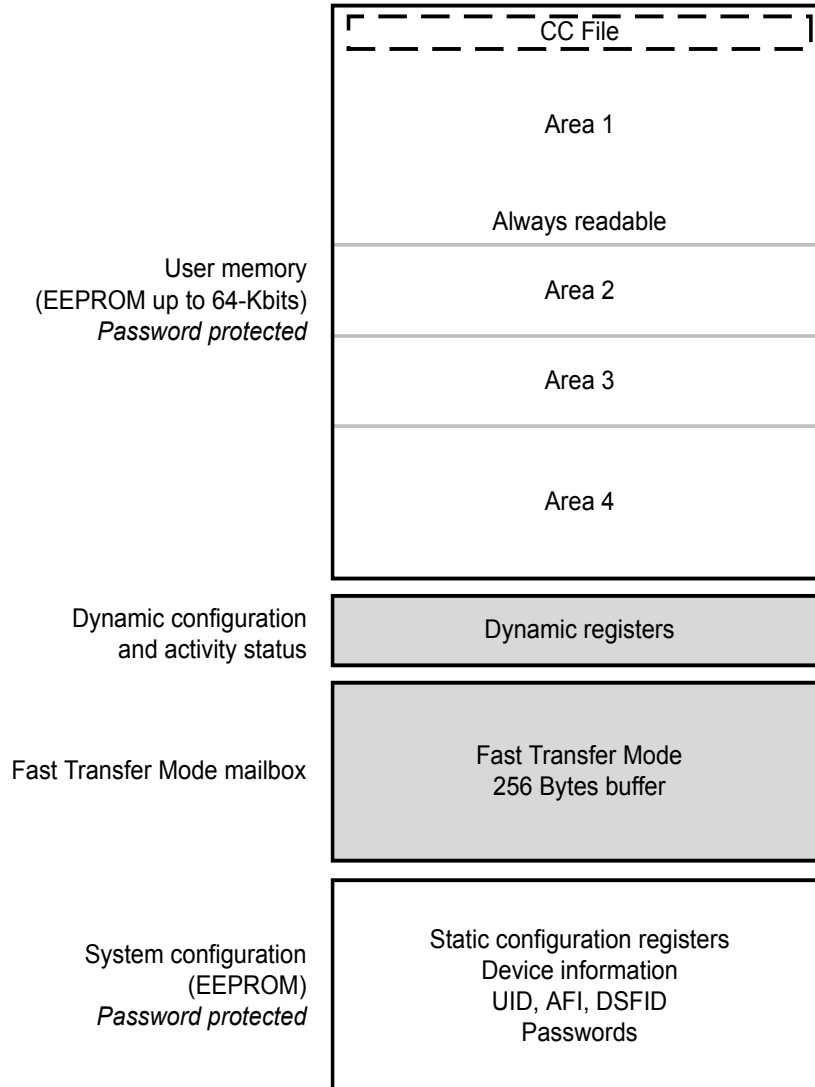 CC File
Area 1
Always readable
User memory
(EEPROM up to 64-Kbits)
Password protected
Area 2
Area 3
Area 4
Dynamic configuration
and activity status
Dynamic registers
Fast Transfer Mode mailbox
Fast Transfer Mode
256 Bytes buffer
System configuration
(EEPROM)
Password protected
Static configuration registers
Device information
UID, AFI, DSFID
Passwords